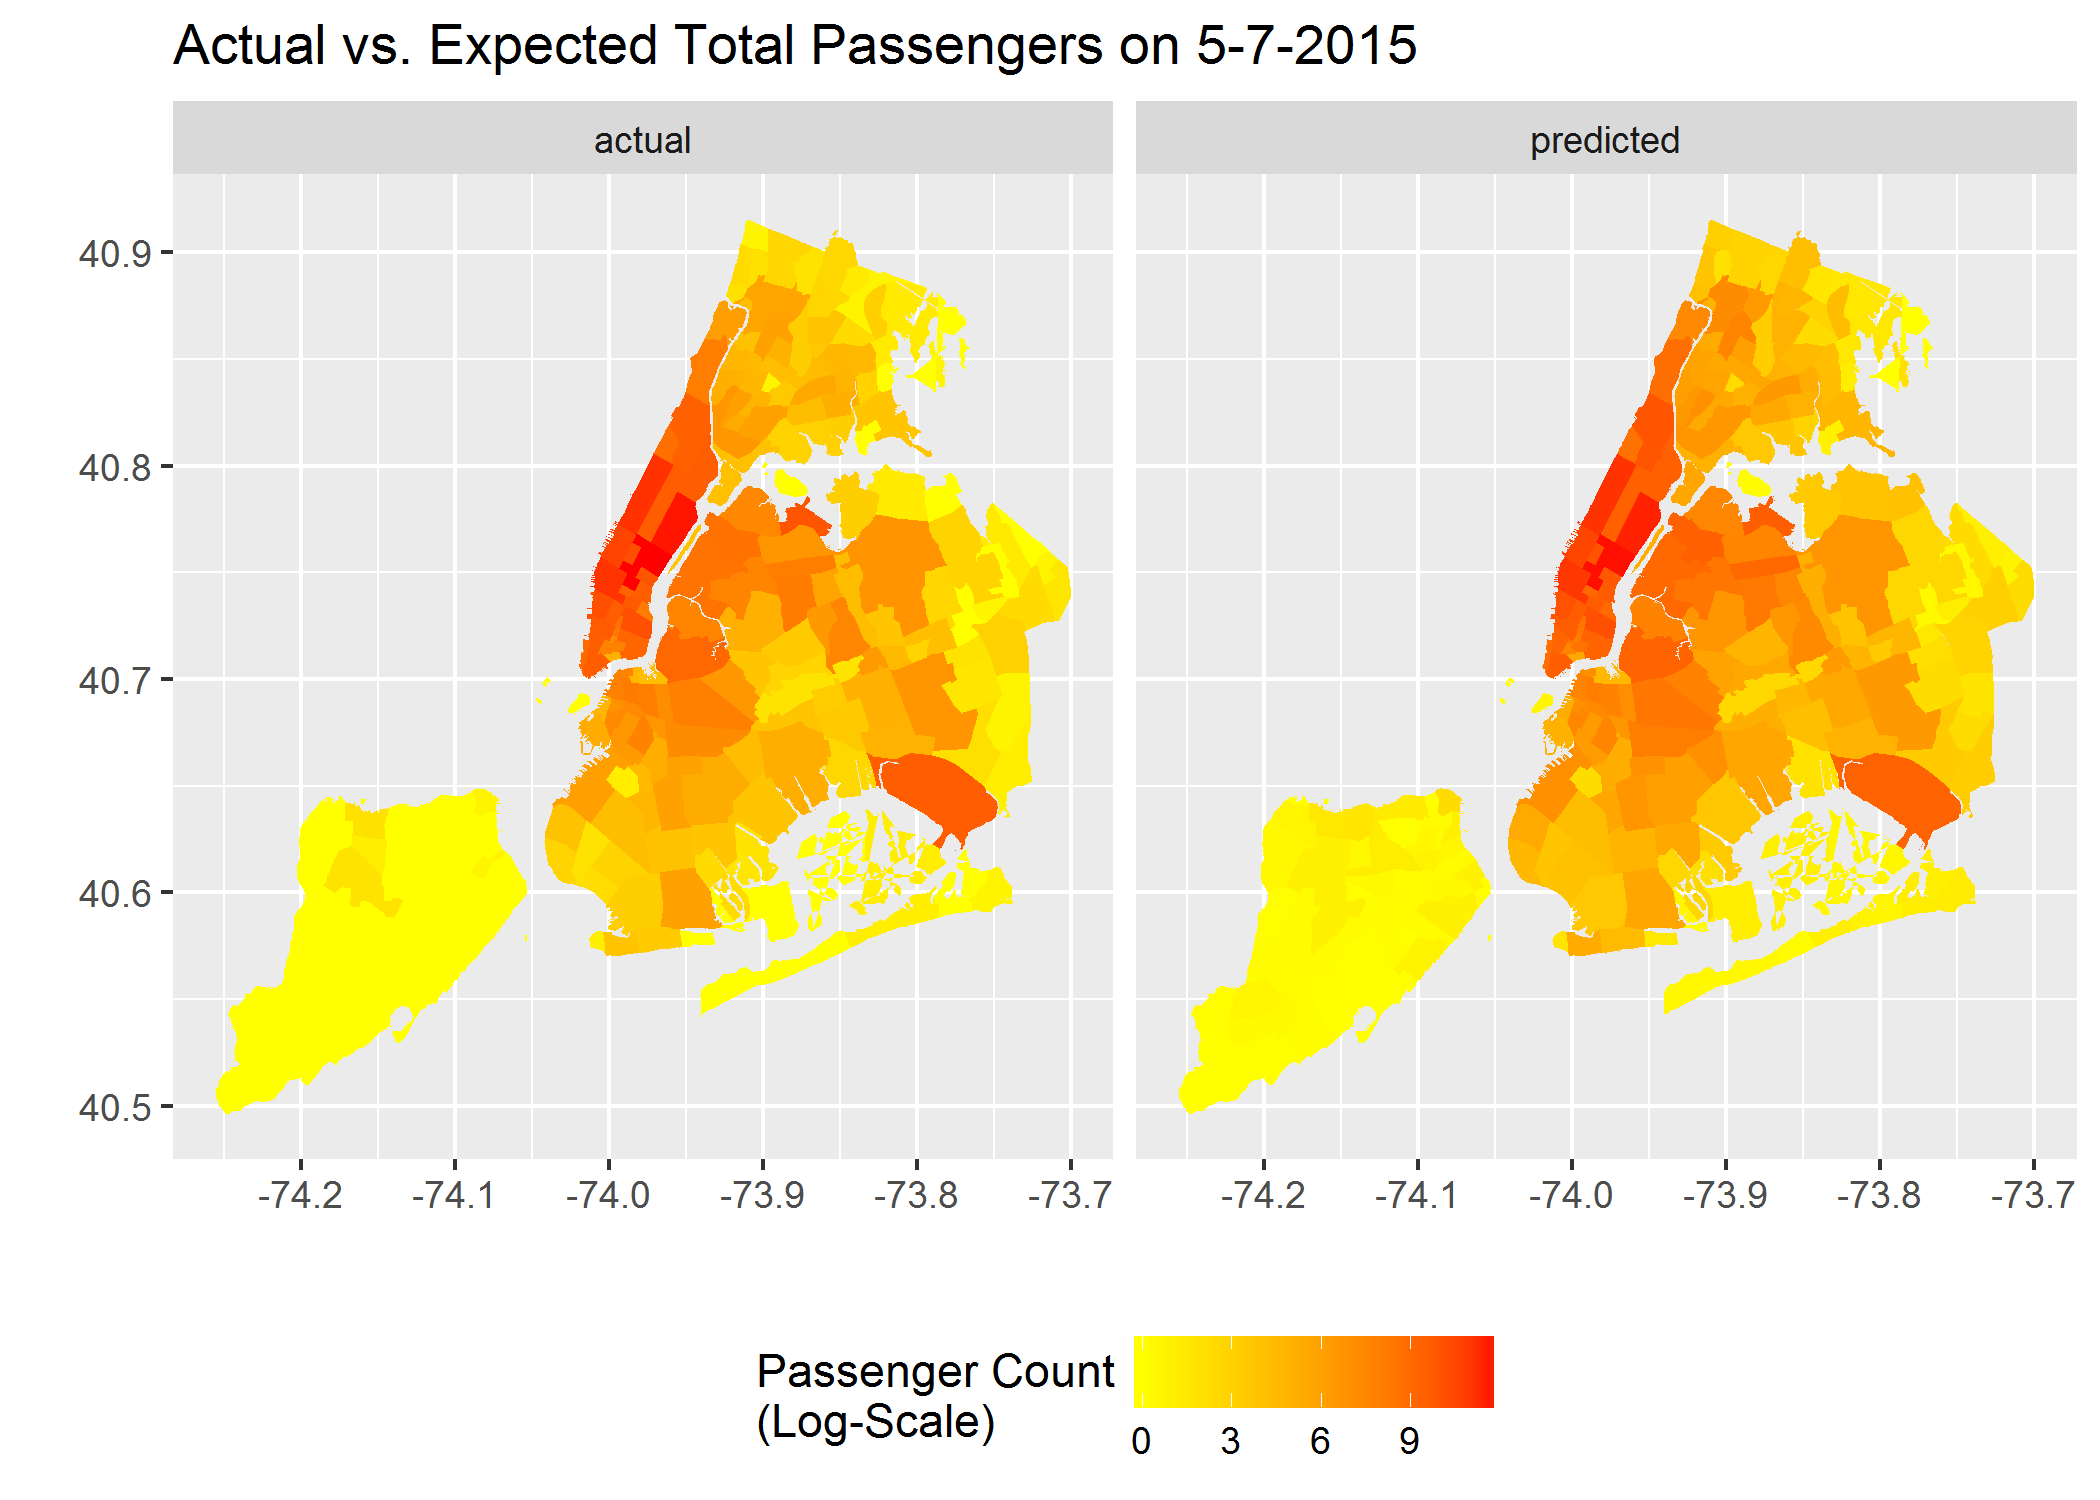 Actual vs. Expected Total Passengers on 5-7-2015
actual
predicted
40.9
40.8
40.7
40.6
40.5
-74.2 -74.1 -74.0 -73.9 -73.8 -73.7
-74.2 -74.1 -74.0 -73.9 -73.8 -73.7
Passenger Count
(Log-Scale)
0 3 6 9